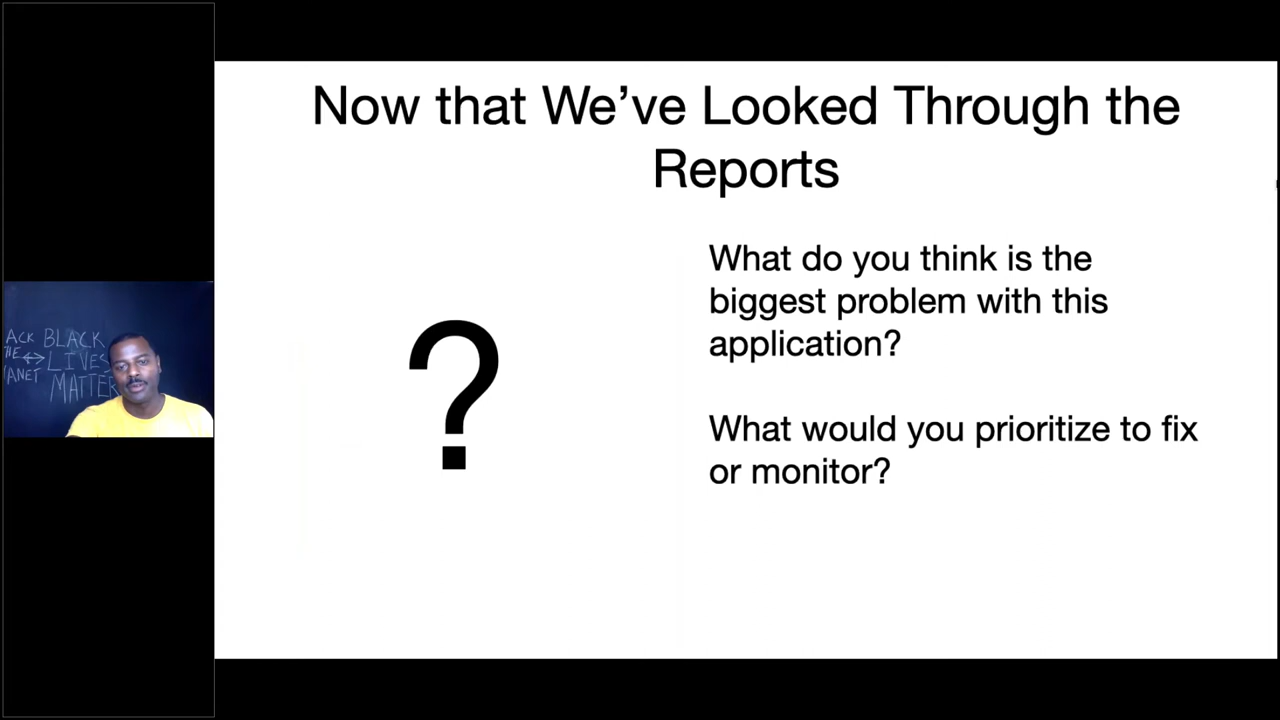 Now that We've Looked Through the
Reports
What do you think is the
biggest problem with this
application?
What would you prioritize to fix
or monitor?
?
ACK BLACK
LIVES
ANET MATTER